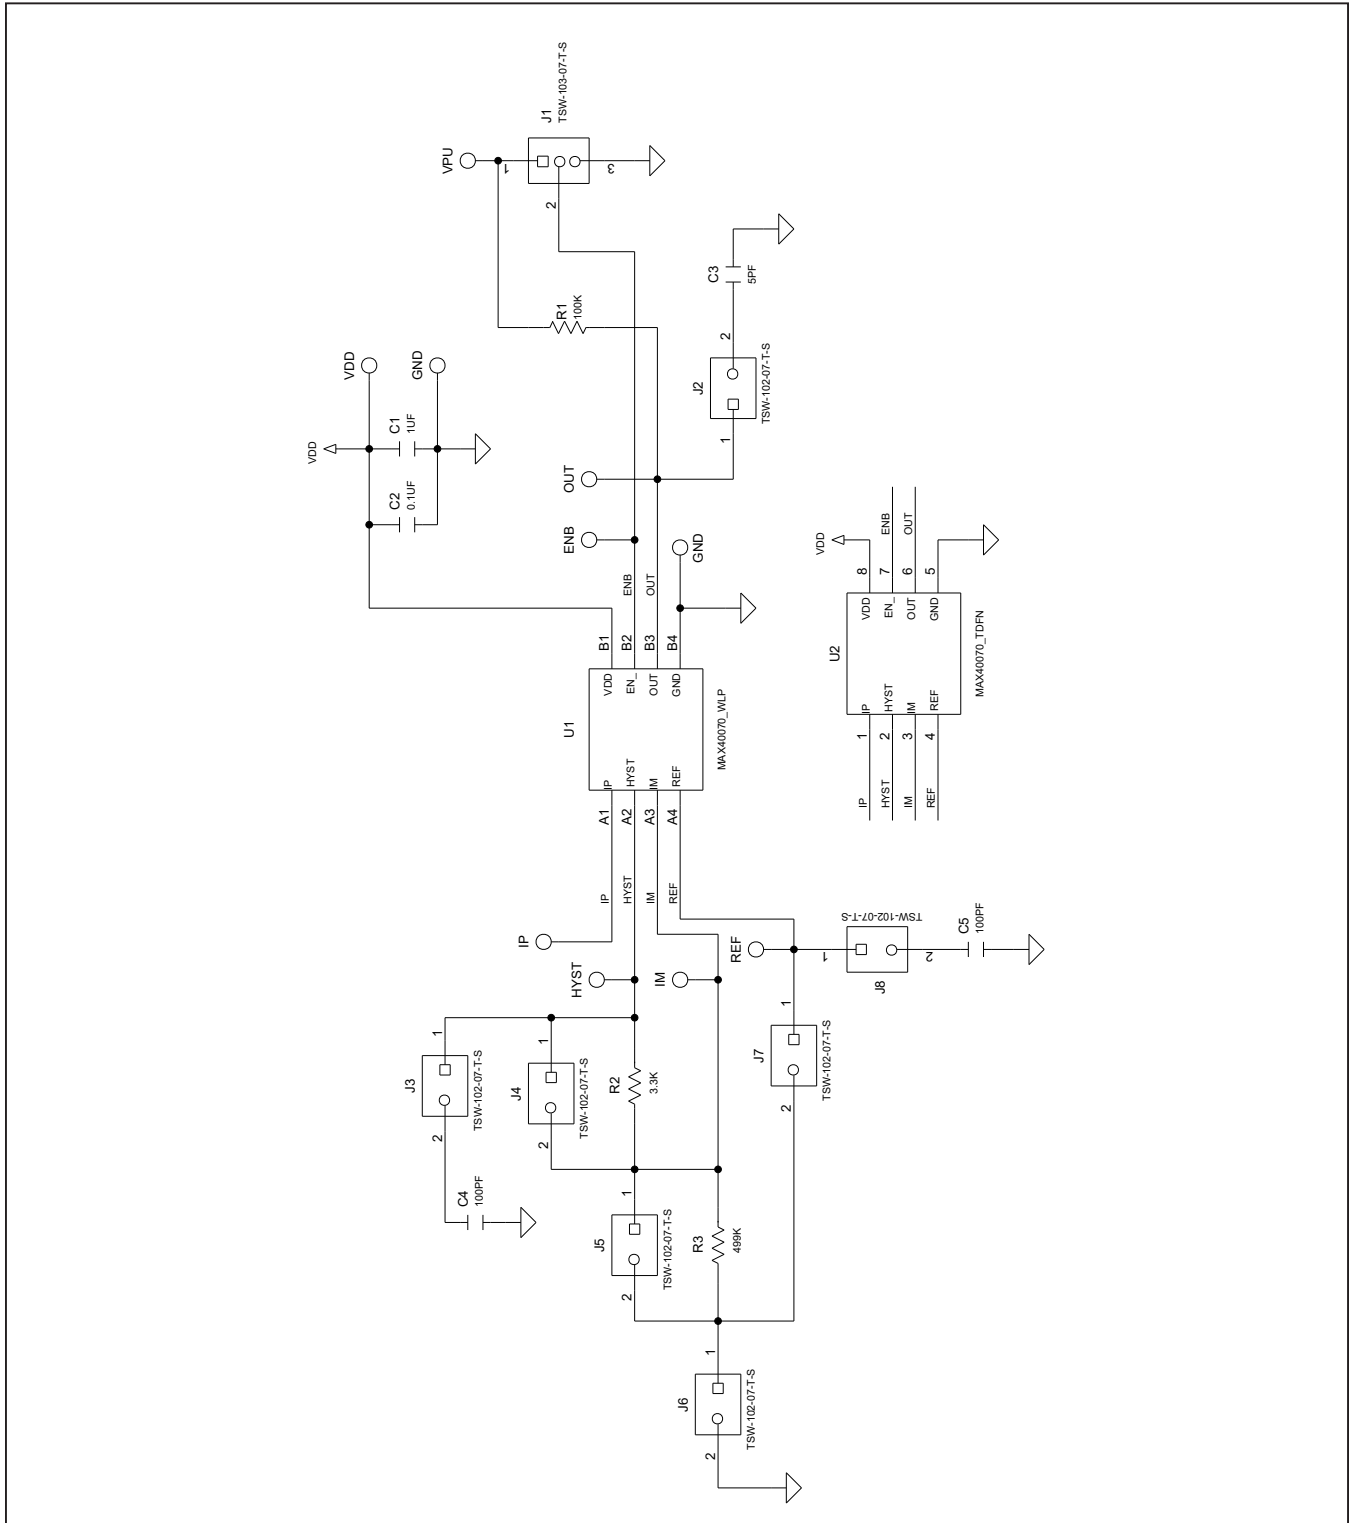 J1
TSW-103-07-T-S
VPU
1
2
3
R1
100K
C3
5PF
J2
TSW-102-07-T-S
1
2
VDD
VDD
GND
C1
1UF
C2
0.1UF
OUT
ENB
GND
ENB
OUT
B1
B2
B3
B4
VDD
EN_
OUT
GND
U1
MAX40070_WLP
IP
HYST
IM
REF
A1
A2
A3
A4
IP
HYST
IM
REF
VDD
ENB
OUT
8
7
6
5
VDD
EN_
OUT
GND
U2
MAX40070_TDFN
IP
HYST
IM
REF
1
2
3
4
IP
HYST
IM
REF
IP
HYST
IM
REF
J8
TSW-102-07-T-S
1
2
C5
100PF
J7
TSW-102-07-T-S
1
2
J3
TSW-102-07-T-S
1
2
C4
100PF
J4
TSW-102-07-T-S
1
2
R2
3.3K
J5
TSW-102-07-T-S
1
2
R3
499K
J6
TSW-102-07-T-S
1
2